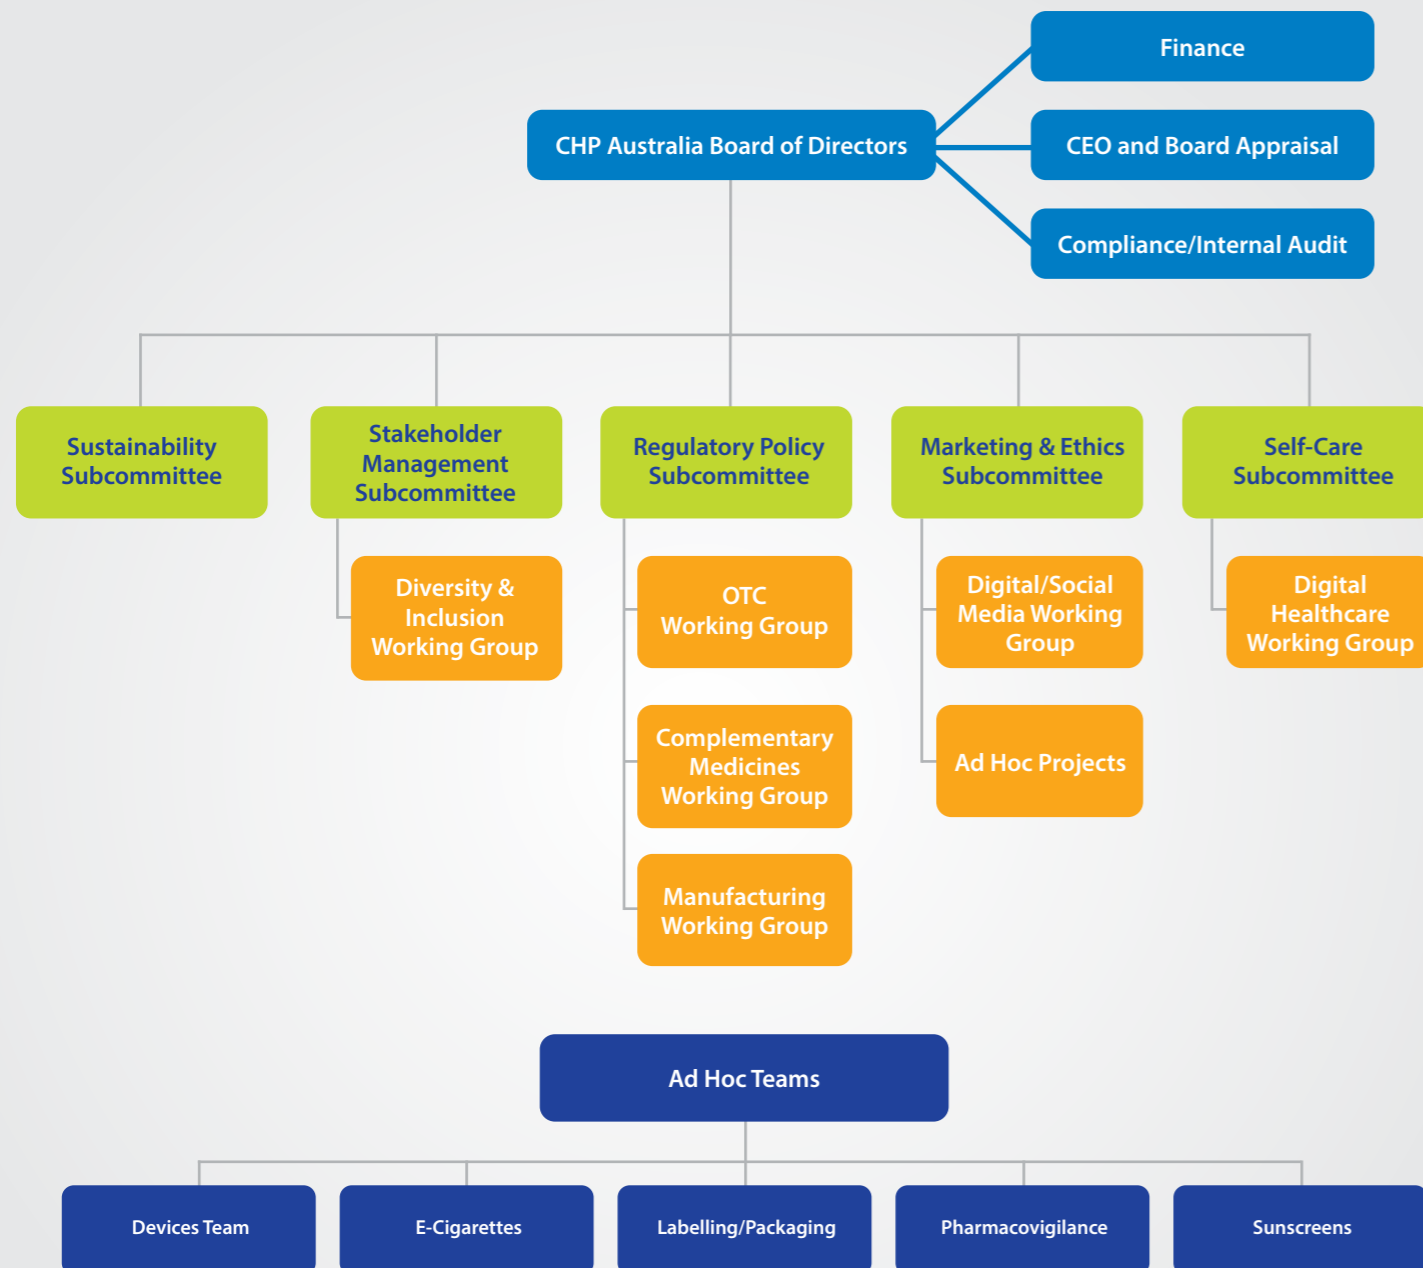 Finance
CHP Australia Board of Directors
CEO and Board Appraisal
Compliance/Internal Audit
Sustainability
Subcommittee
Stakeholder
Management
Subcommittee
Regulatory Policy
Subcommittee
Marketing & Ethics
Subcommittee
Self-Care
Subcommittee
Diversity &
Inclusion
Working Group
OTC
Working Group
Complementary
Medicines
Working Group
Manufacturing
Working Group
Digital/Social
Media Working
Group
Ad Hoc Projects
Digital
Healthcare
Working Group
Ad Hoc Teams
Devices Team
E-Cigarettes
Labelling/Packaging
Pharmacovigilance
Sunscreens